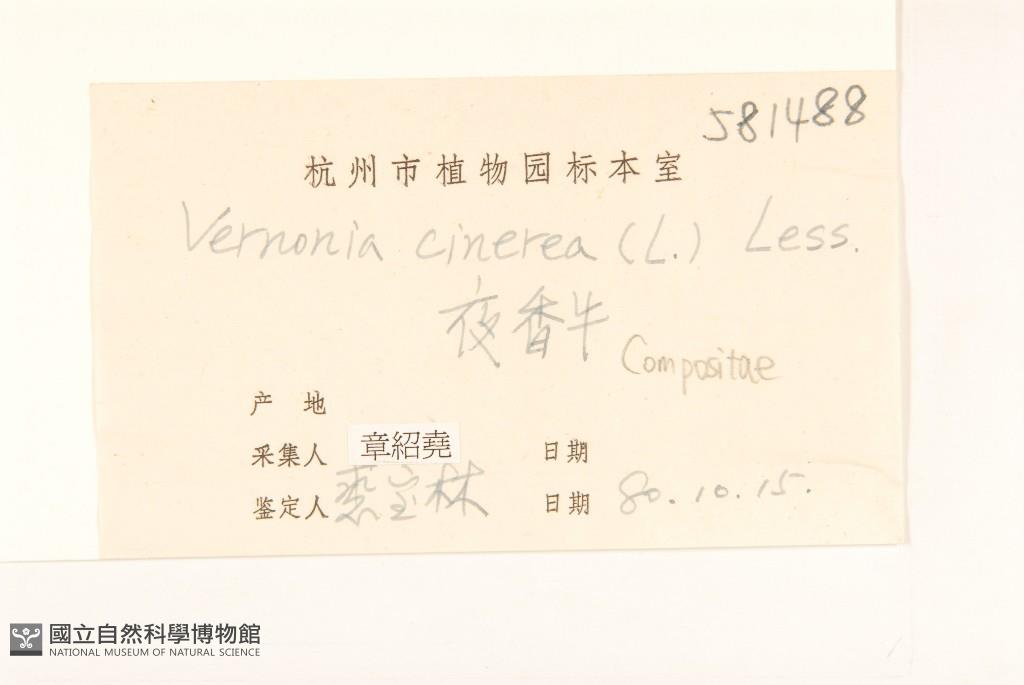 581488
杭州市植物园标本室
Vernonia cinerea (L.) Less.
夜香牛
Compositae
产 地
采集人 章紹堯 日期
鉴定人 宝林 日期 80.10.15.
國立自然科學博物館
NATIONAL MUSEUM OF NATURAL SCIENCE